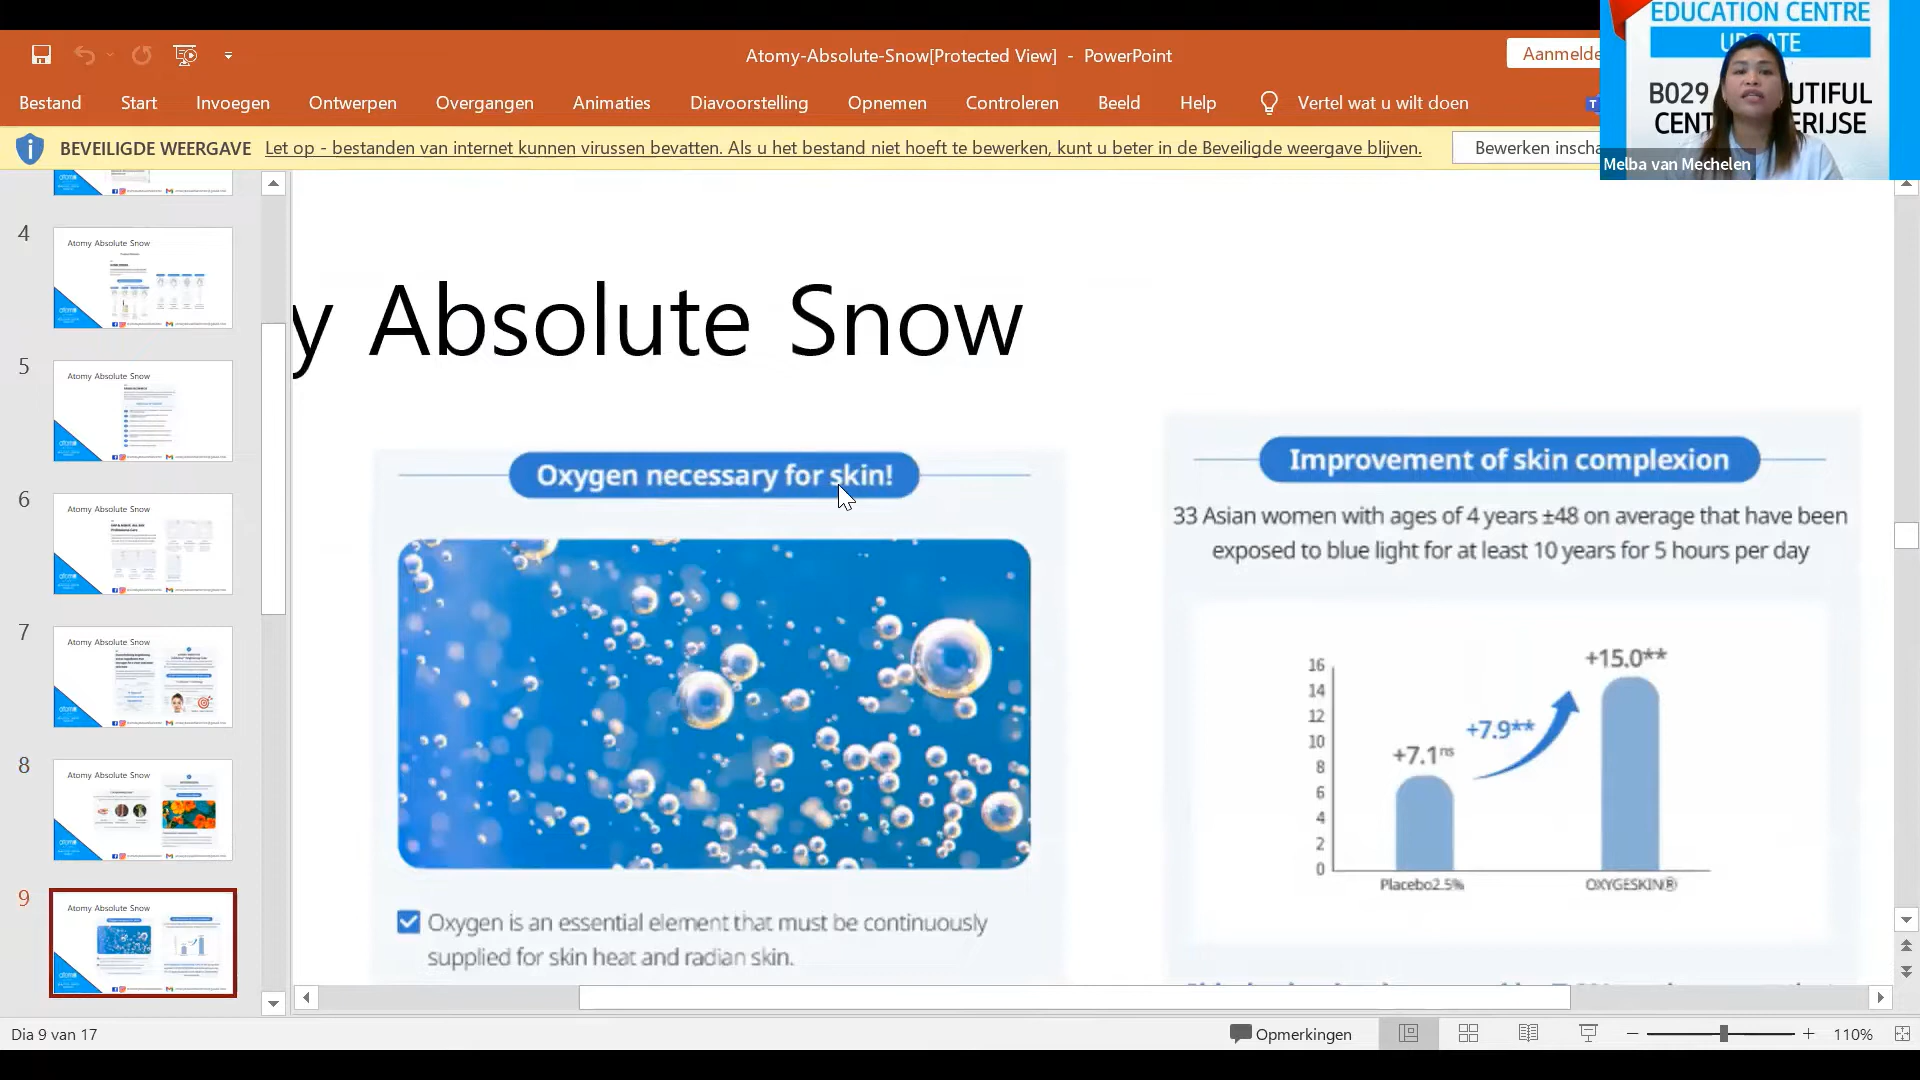 Atomy-Absolute-Snow[Protected View] - PowerPoint
Aanmelde
EDUCATION CENTRE
UPDATE
B029
UTIFUL
CENT
ERIJSE
Melba van Mechelen
Bestand Start Invoegen Ontwerpen Overgangen Animaties Diavoorstelling Opnemen Controleren Beeld Help Vertel wat u wilt doen
BEVEILIGDE WEERGAVE Let op - bestanden van internet kunnen virussen bevatten. Als u het bestand niet hoeft te bewerken, kunt u beter in de Beveiligde weergave blijven. Bewerken inscha
4
Atomy Absolute Snow
5
Atomy Absolute Snow
6
Atomy Absolute Snow
7
Atomy Absolute Snow
8
Atomy Absolute Snow
9
Atomy Absolute Snow
y Absolute Snow
Oxygen necessary for skin!
Oxygen is an essential element that must be continuously
supplied for skin heat and radian skin.
Improvement of skin complexion
33 Asian women with ages of 4 years ±48 on average that have been
exposed to blue light for at least 10 years for 5 hours per day
16
14
12
10
8
6
4
2
0
+7.1ns
+7.9**
+15.0**
Placebo2.5%
OXYGESKIN®
Dia 9 van 17
Opmerkingen
110%